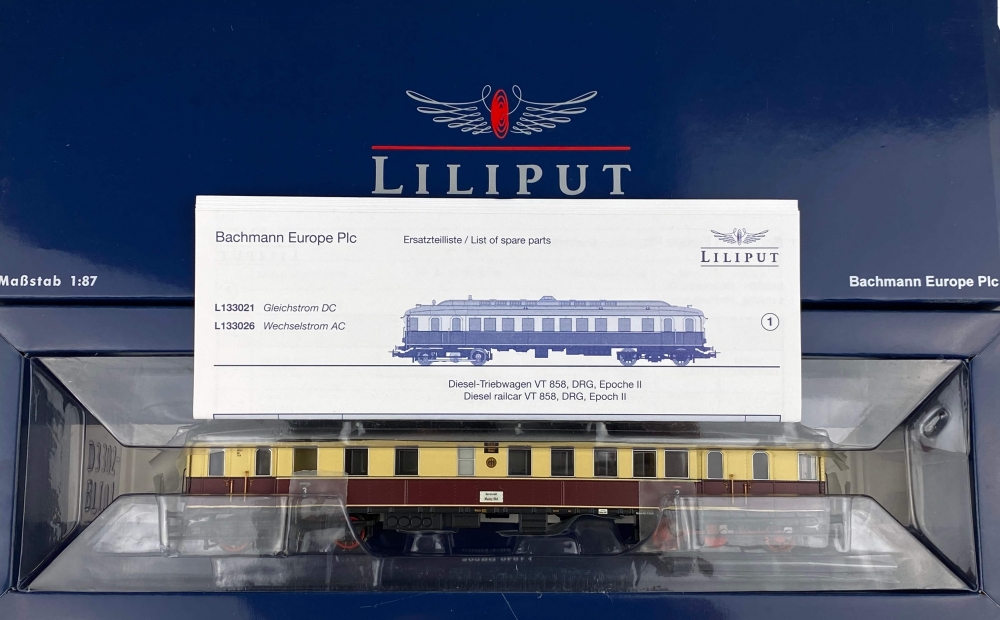 LILIPUT
Bachmann Europe Plc
Ersatzteilliste / List of spare parts
LILIPUT
Maßstab 1:87
Bachmann Europe Plc
L133021 Gleichstrom DC
L133026 Wechselstrom AC
1
Diesel-Triebwagen VT 858, DRG, Epoche II
Diesel railcar VT 858, DRG, Epoch II
3